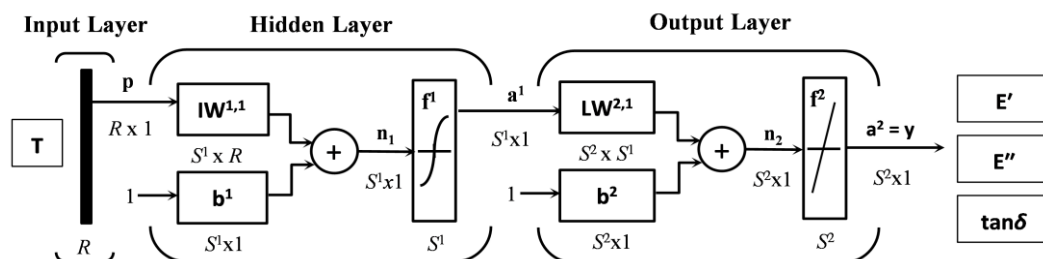 Input Layer
Hidden Layer
Output Layer
T
p
R x 1
R
IW¹,¹
S¹ x R
1
b¹
S¹x1
+
n₁
S¹x1
f¹
S¹
a¹
S¹x1
LW²,¹
S² x S¹
1
b²
S²x1
+
n₂
S²x1
f²
S²
a² = y
S²x1
E′
E″
tanδ